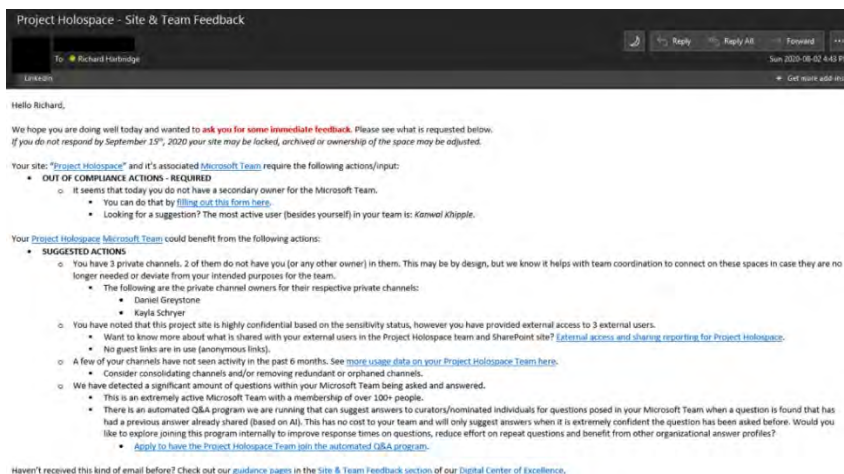 Project Holospace - Site & Team Feedback
Reply
Reply All
Forward
To Richard Harbridge
Sun 2020-08-02 4:43 P
LinkedIn
+ Get more add-ins
Hello Richard,
We hope you are doing well today and wanted to ask you for some immediate feedback. Please see what is requested below.
If you do not respond by September 15th, 2020 your site may be locked, archived or ownership of the space may be adjusted.
Your site: "Project Holospace" and it's associated Microsoft Team require the following actions/input:
• OUT OF COMPLIANCE ACTIONS - REQUIRED
o It seems that today you do not have a secondary owner for the Microsoft Team.
▪ You can do that by filling out this form here.
▪ Looking for a suggestion? The most active user (besides yourself) in your team is: Kanwal Khipple.
Your Project Holospace Microsoft Team could benefit from the following actions:
• SUGGESTED ACTIONS
o You have 3 private channels. 2 of them do not have you (or any other owner) in them. This may be by design, but we know it helps with team coordination to connect on these spaces in case they are no
longer needed or deviate from your intended purposes for the team.
▪ The following are the private channel owners for their respective private channels:
▪ Daniel Greystone
▪ Kayla Schryer
o You have noted that this project site is highly confidential based on the sensitivity status, however you have provided external access to 3 external users.
▪ Want to know more about what is shared with your external users in the Project Holospace team and SharePoint site? External access and sharing reporting for Project Holospace.
▪ No guest links are in use (anonymous links).
o A few of your channels have not seen activity in the past 6 months. See more usage data on your Project Holospace Team here.
▪ Consider consolidating channels and/or removing redundant or orphaned channels.
o We have detected a significant amount of questions within your Microsoft Team being asked and answered.
▪ This is an extremely active Microsoft Team with a membership of over 100+ people.
▪ There is an automated Q&A program we are running that can suggest answers to curators/nominated individuals for questions posed in your Microsoft Team when a question is found that has
had a previous answer already shared (based on AI). This has no cost to your team and will only suggest answers when it is extremely confident the question has been asked before. Would you
like to explore joining this program internally to improve response times on questions, reduce effort on repeat questions and benefit from other organizational answer profiles?
▪ Apply to have the Project Holospace Team join the automated Q&A program.
Haven't received this kind of email before? Check out our guidance pages in the Site & Team Feedback section of our Digital Center of Excellence.